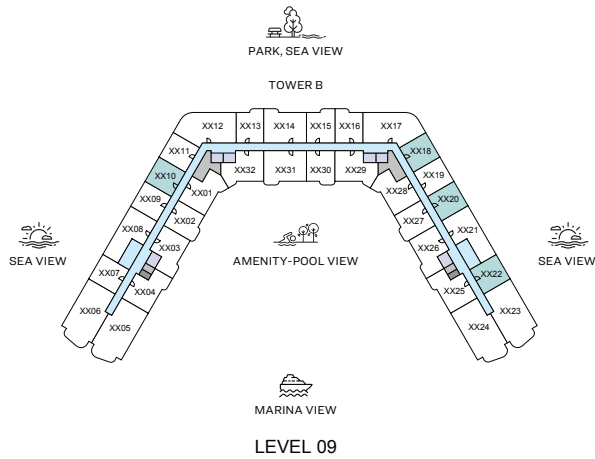 PARK, SEA VIEW
TOWER B
XX12 XX13 XX14 XX15 XX16 XX17
XX11 XX18
XX10 XX32 XX31 XX30 XX29 XX19
XX01 XX28
XX09 XX20
XX02 XX27
XX08 XX21
XX03 XX26
SEA VIEW AMENITY-POOL VIEW SEA VIEW
XX07 XX22
XX04 XX25
XX06 XX23
XX05 XX24
MARINA VIEW
LEVEL 09